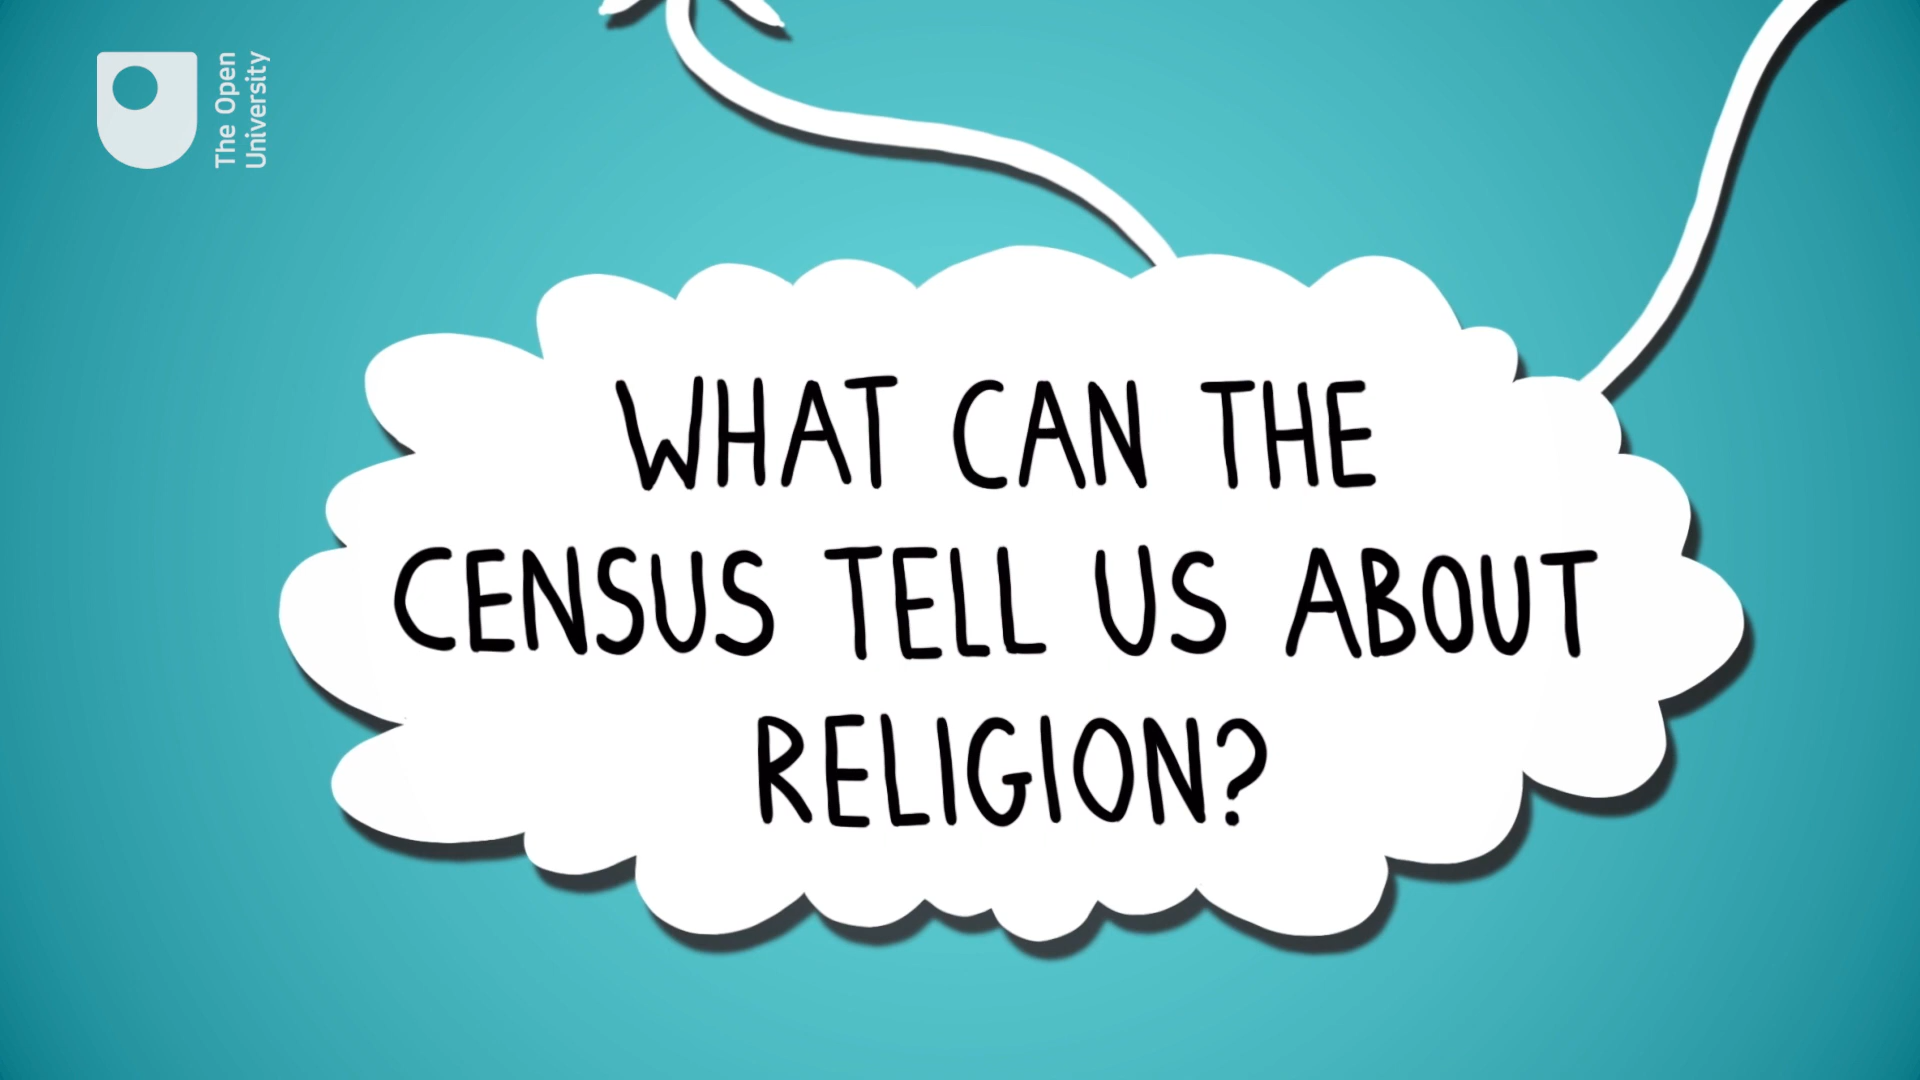 The Open
University
WHAT CAN THE
CENSUS TELL US ABOUT
RELIGION?